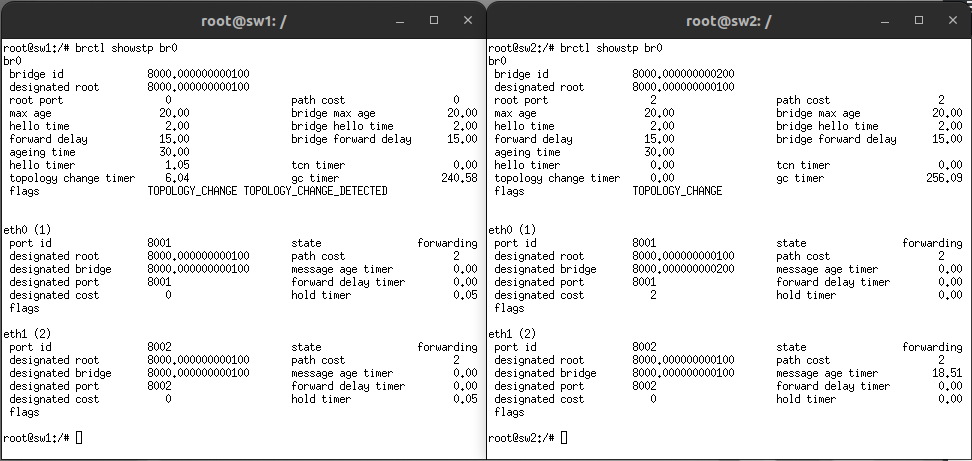 root@sw1: /
root@sw1:/# brctl showstp br0
br0
bridge id 8000.000000000100
designated root 8000.000000000100
root port 0 path cost 0
max age 20.00 bridge max age 20.00
hello time 2.00 bridge hello time 2.00
forward delay 15.00 bridge forward delay 15.00
ageing time 30.00
hello timer 1.05 tcn timer 0.00
topology change timer 6.04 gc timer 240.58
flags TOPOLOGY_CHANGE TOPOLOGY_CHANGE_DETECTED
eth0 (1)
port id 8001 state forwarding
designated root 8000.000000000100 path cost 2
designated bridge 8000.000000000100 message age timer 0.00
designated port 8001 forward delay timer 0.00
designated cost 0 hold timer 0.05
flags
eth1 (2)
port id 8002 state forwarding
designated root 8000.000000000100 path cost 2
designated bridge 8000.000000000100 message age timer 0.00
designated port 8002 forward delay timer 0.00
designated cost 0 hold timer 0.05
flags
root@sw1:/#
root@sw2: /
root@sw2:/# brctl showstp br0
br0
bridge id 8000.000000000200
designated root 8000.000000000100
root port 2 path cost 2
max age 20.00 bridge max age 20.00
hello time 2.00 bridge hello time 2.00
forward delay 15.00 bridge forward delay 15.00
ageing time 30.00
hello timer 0.00 tcn timer 0.00
topology change timer 0.00 gc timer 256.09
flags TOPOLOGY_CHANGE
eth0 (1)
port id 8001 state forwarding
designated root 8000.000000000100 path cost 2
designated bridge 8000.000000000200 message age timer 0.00
designated port 8001 forward delay timer 0.00
designated cost 2 hold timer 0.00
flags
eth1 (2)
port id 8002 state forwarding
designated root 8000.000000000100 path cost 2
designated bridge 8000.000000000100 message age timer 18.51
designated port 8002 forward delay timer 0.00
designated cost 0 hold timer 0.00
flags
root@sw2:/#